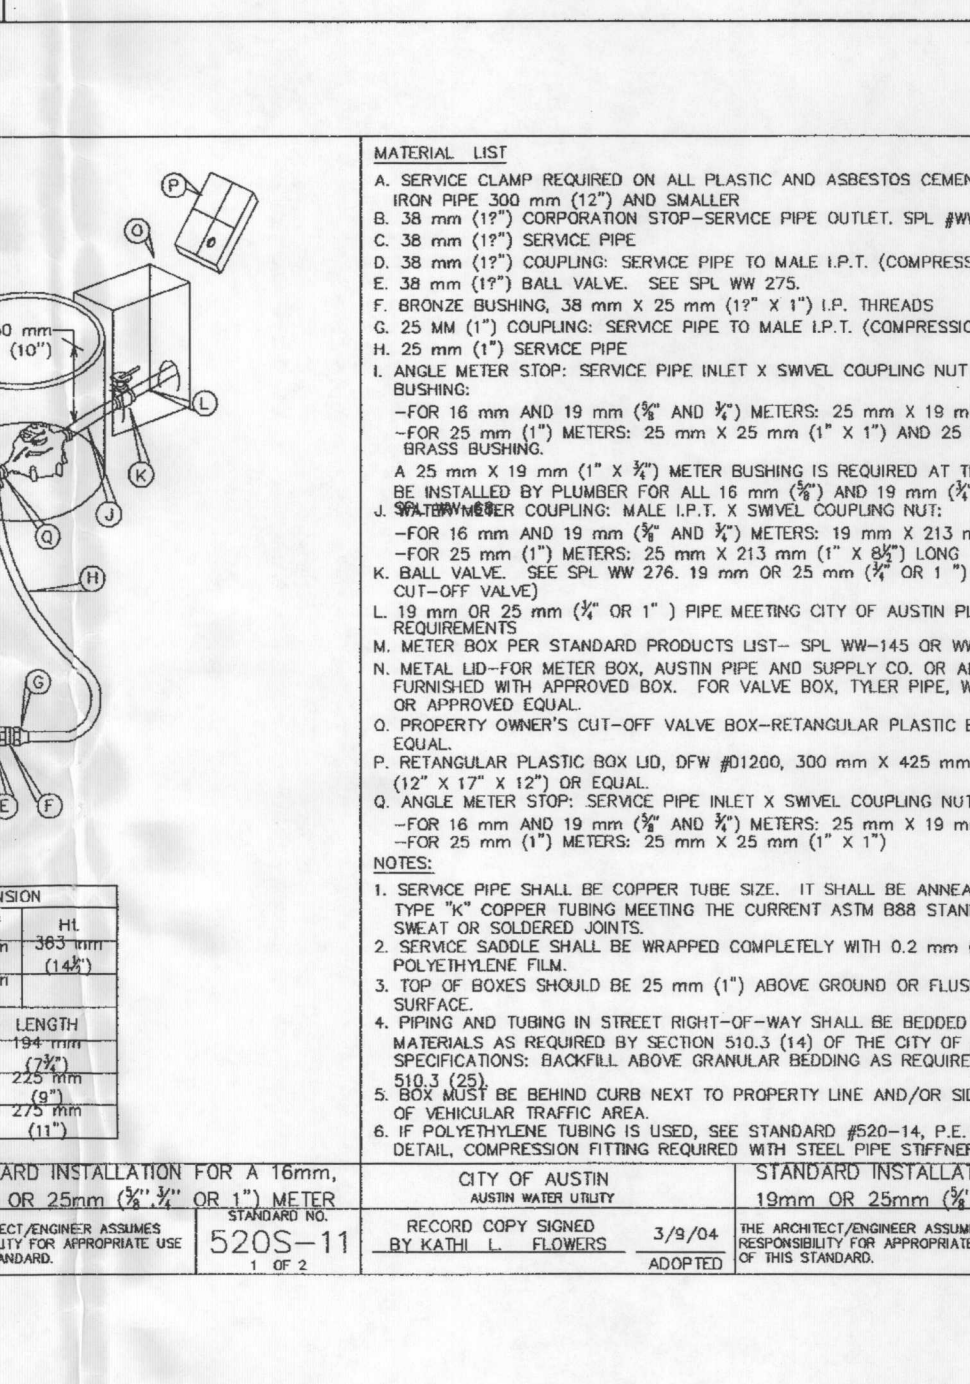 P
O
50 mm
(10")
L
K
J
Q
H
G
E
F
NSION
Ht.
363 mm
(14½")
LENGTH
194 mm
(7¾")
225 mm
(9")
275 mm
(11")
ARD INSTALLATION FOR A 16mm,
OR 25mm (⅝",¾" OR 1") METER
ECT/ENGINEER ASSUMES
LITY FOR APPROPRIATE USE
ANDARD.
STANDARD NO.
520S-11
1 OF 2
MATERIAL LIST
A. SERVICE CLAMP REQUIRED ON ALL PLASTIC AND ASBESTOS CEMEN
IRON PIPE 300 mm (12") AND SMALLER
B. 38 mm (1?") CORPORATION STOP-SERVICE PIPE OUTLET. SPL #WW
C. 38 mm (1?") SERVICE PIPE
D. 38 mm (1?") COUPLING: SERVICE PIPE TO MALE I.P.T. (COMPRESS
E. 38 mm (1?") BALL VALVE. SEE SPL WW 275.
F. BRONZE BUSHING, 38 mm X 25 mm (1?" X 1") I.P. THREADS
G. 25 MM (1") COUPLING: SERVICE PIPE TO MALE I.P.T. (COMPRESSIO
H. 25 mm (1") SERVICE PIPE
I. ANGLE METER STOP: SERVICE PIPE INLET X SWIVEL COUPLING NUT
BUSHING:
-FOR 16 mm AND 19 mm (⅝" AND ¾") METERS: 25 mm X 19 m
-FOR 25 mm (1") METERS: 25 mm X 25 mm (1" X 1") AND 25
BRASS BUSHING.
A 25 mm X 19 mm (1" X ¾") METER BUSHING IS REQUIRED AT T
BE INSTALLED BY PLUMBER FOR ALL 16 mm (⅝") AND 19 mm (¾"
SPL WW-68
J. WATER METER COUPLING: MALE I.P.T. X SWIVEL COUPLING NUT:
-FOR 16 mm AND 19 mm (⅝" AND ¾") METERS: 19 mm X 213 m
-FOR 25 mm (1") METERS: 25 mm X 213 mm (1" X 8½") LONG
K. BALL VALVE. SEE SPL WW 276. 19 mm OR 25 mm (¾" OR 1 ")
CUT-OFF VALVE)
L. 19 mm OR 25 mm (¾" OR 1" ) PIPE MEETING CITY OF AUSTIN PL
REQUIREMENTS
M. METER BOX PER STANDARD PRODUCTS LIST- SPL WW-145 OR WW
N. METAL LID-FOR METER BOX, AUSTIN PIPE AND SUPPLY CO. OR A
FURNISHED WITH APPROVED BOX. FOR VALVE BOX, TYLER PIPE, W
OR APPROVED EQUAL.
O. PROPERTY OWNER'S CUT-OFF VALVE BOX-RETANGULAR PLASTIC B
EQUAL.
P. RETANGULAR PLASTIC BOX LID, DFW #D1200, 300 mm X 425 mm
(12" X 17" X 12") OR EQUAL.
Q. ANGLE METER STOP: SERVICE PIPE INLET X SWIVEL COUPLING NUT
-FOR 16 mm AND 19 mm (⅝" AND ¾") METERS: 25 mm X 19 m
-FOR 25 mm (1") METERS: 25 mm X 25 mm (1" X 1")
NOTES:
1. SERVICE PIPE SHALL BE COPPER TUBE SIZE. IT SHALL BE ANNEA
TYPE "K" COPPER TUBING MEETING THE CURRENT ASTM B88 STAN
SWEAT OR SOLDERED JOINTS.
2. SERVICE SADDLE SHALL BE WRAPPED COMPLETELY WITH 0.2 mm
POLYETHYLENE FILM.
3. TOP OF BOXES SHOULD BE 25 mm (1") ABOVE GROUND OR FLUS
SURFACE.
4. PIPING AND TUBING IN STREET RIGHT-OF-WAY SHALL BE BEDDED
MATERIALS AS REQUIRED BY SECTION 510.3 (14) OF THE CITY OF
SPECIFICATIONS: BACKFILL ABOVE GRANULAR BEDDING AS REQUIRE
510.3 (25).
5. BOX MUST BE BEHIND CURB NEXT TO PROPERTY LINE AND/OR SI
OF VEHICULAR TRAFFIC AREA.
6. IF POLYETHYLENE TUBING IS USED, SEE STANDARD #520-14, P.E.
DETAIL, COMPRESSION FITTING REQUIRED WITH STEEL PIPE STIFFNER
CITY OF AUSTIN
AUSTIN WATER UTILITY
RECORD COPY SIGNED
BY KATHI L. FLOWERS
3/9/04
ADOPTED
STANDARD INSTALLAT
19mm OR 25mm (⅝"
THE ARCHITECT/ENGINEER ASSUM
RESPONSIBILITY FOR APPROPRIATE
OF THIS STANDARD.